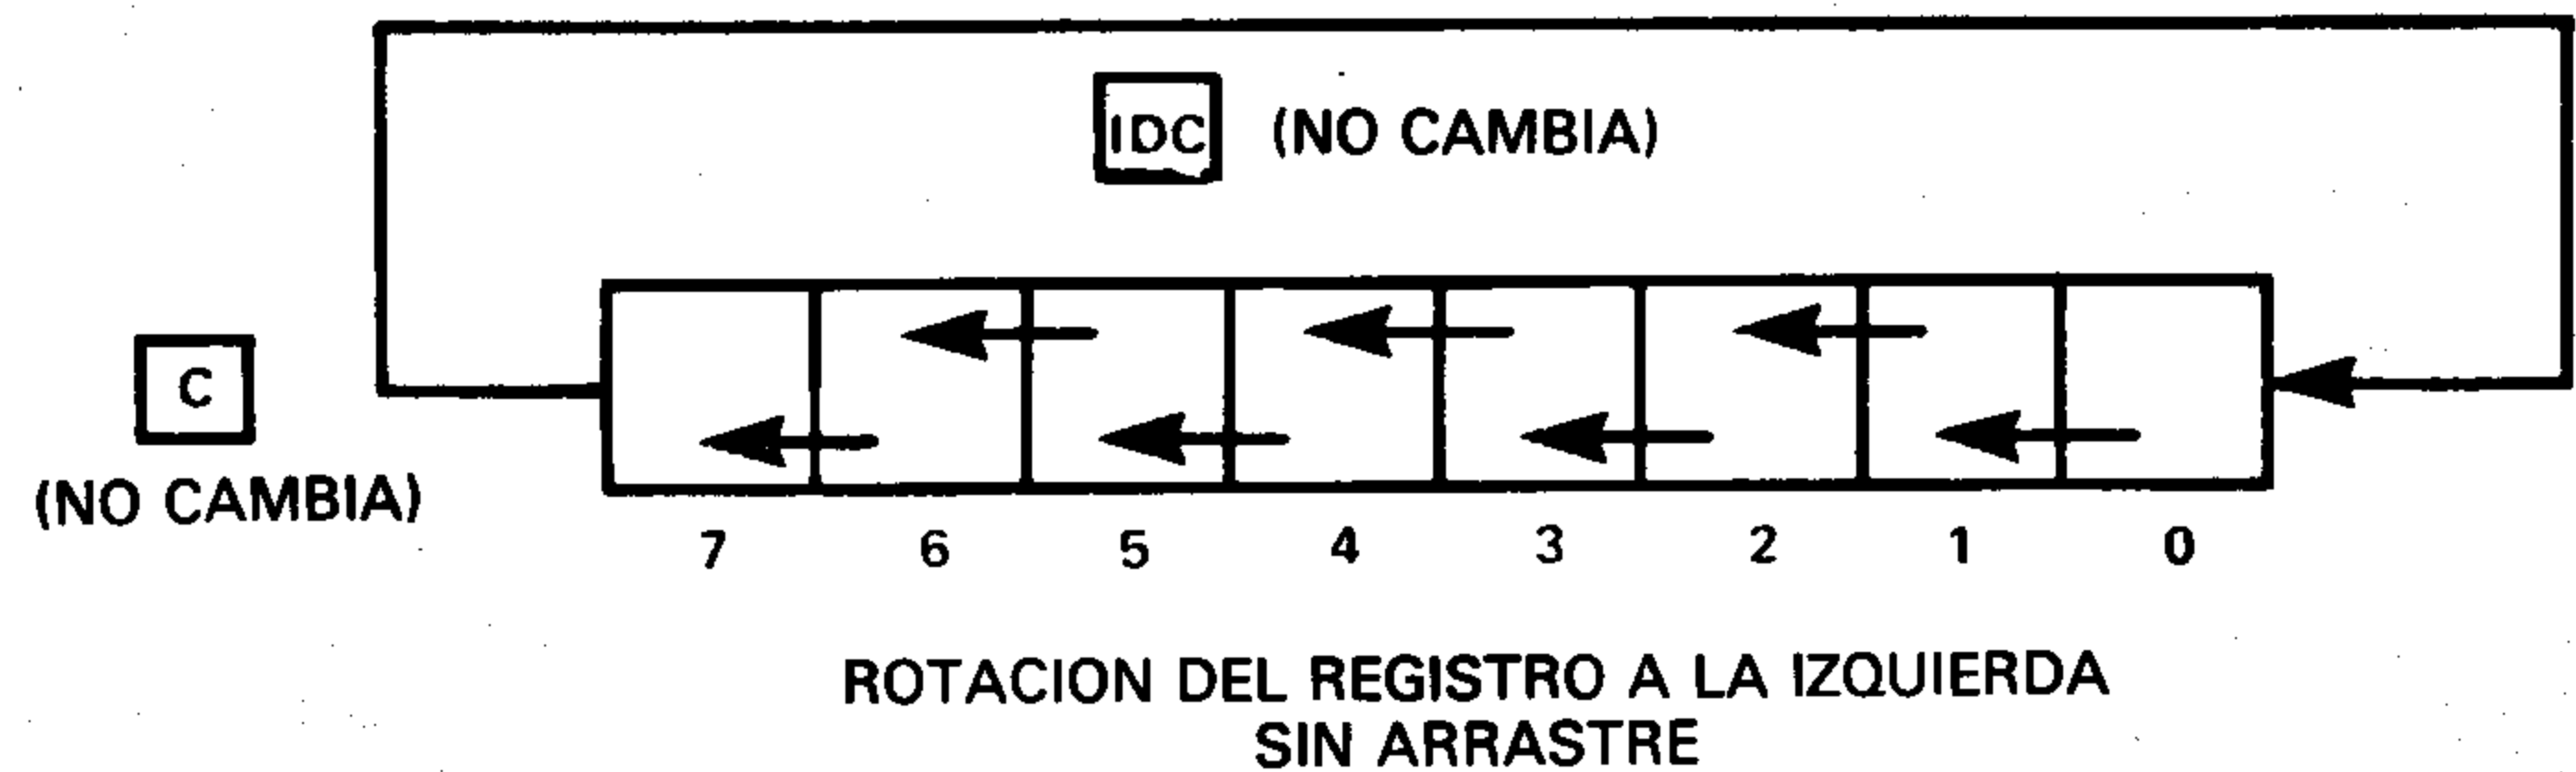 IDC (NO CAMBIA)
C
(NO CAMBIA)
7 6 5 4 3 2 1 0
ROTACION DEL REGISTRO A LA IZQUIERDA
SIN ARRASTRE